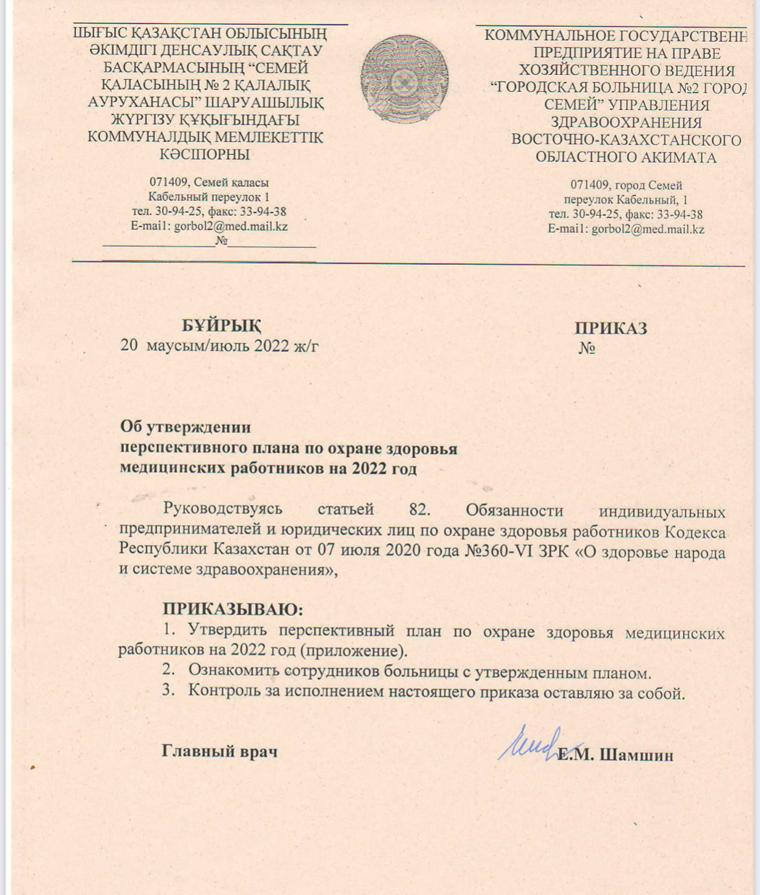 ШЫҒЫС ҚАЗАҚСТАН ОБЛЫСЫНЫҢ
ӘКІМДІГІ ДЕНСАУЛЫҚ САҚТАУ
БАСҚАРМАСЫНЫҢ “СЕМЕЙ
ҚАЛАСЫНЫҢ № 2 ҚАЛАЛЫҚ
АУРУХАНАСЫ” ШАРУАШЫЛЫҚ
ЖҮРГІЗУ ҚҰҚЫҒЫНДАҒЫ
КОММУНАЛДЫҚ МЕМЛЕКЕТТІК
КӘСІПОРНЫ
071409, Семей қаласы
Кабельный переулок 1
тел. 30-94-25, факс: 33-94-38
E-mai1: gorbol2@med.mail.kz
______________№___________
КОММУНАЛЬНОЕ ГОСУДАРСТВЕНН
ПРЕДПРИЯТИЕ НА ПРАВЕ
ХОЗЯЙСТВЕННОГО ВЕДЕНИЯ
“ГОРОДСКАЯ БОЛЬНИЦА №2 ГОРОД
СЕМЕЙ” УПРАВЛЕНИЯ
ЗДРАВООХРАНЕНИЯ
ВОСТОЧНО-КАЗАХСТАНСКОГО
ОБЛАСТНОГО АКИМАТА
071409, город Семей
переулок Кабельный, 1
тел. 30-94-25, факс: 33-94-38
E-mai1: gorbol2@med.mail.kz
БҰЙРЫҚ
20 маусым/июль 2022 ж/г
ПРИКАЗ
№
Об утверждении
перспективного плана по охране здоровья
медицинских работников на 2022 год
Руководствуясь статьей 82. Обязанности индивидуальных
предпринимателей и юридических лиц по охране здоровья работников Кодекса
Республики Казахстан от 07 июля 2020 года №360-VI ЗРК «О здоровье народа
и системе здравоохранения»,
ПРИКАЗЫВАЮ:
1. Утвердить перспективный план по охране здоровья медицинских
работников на 2022 год (приложение).
2. Ознакомить сотрудников больницы с утвержденным планом.
3. Контроль за исполнением настоящего приказа оставляю за собой.
Главный врач Е.М. Шамшин